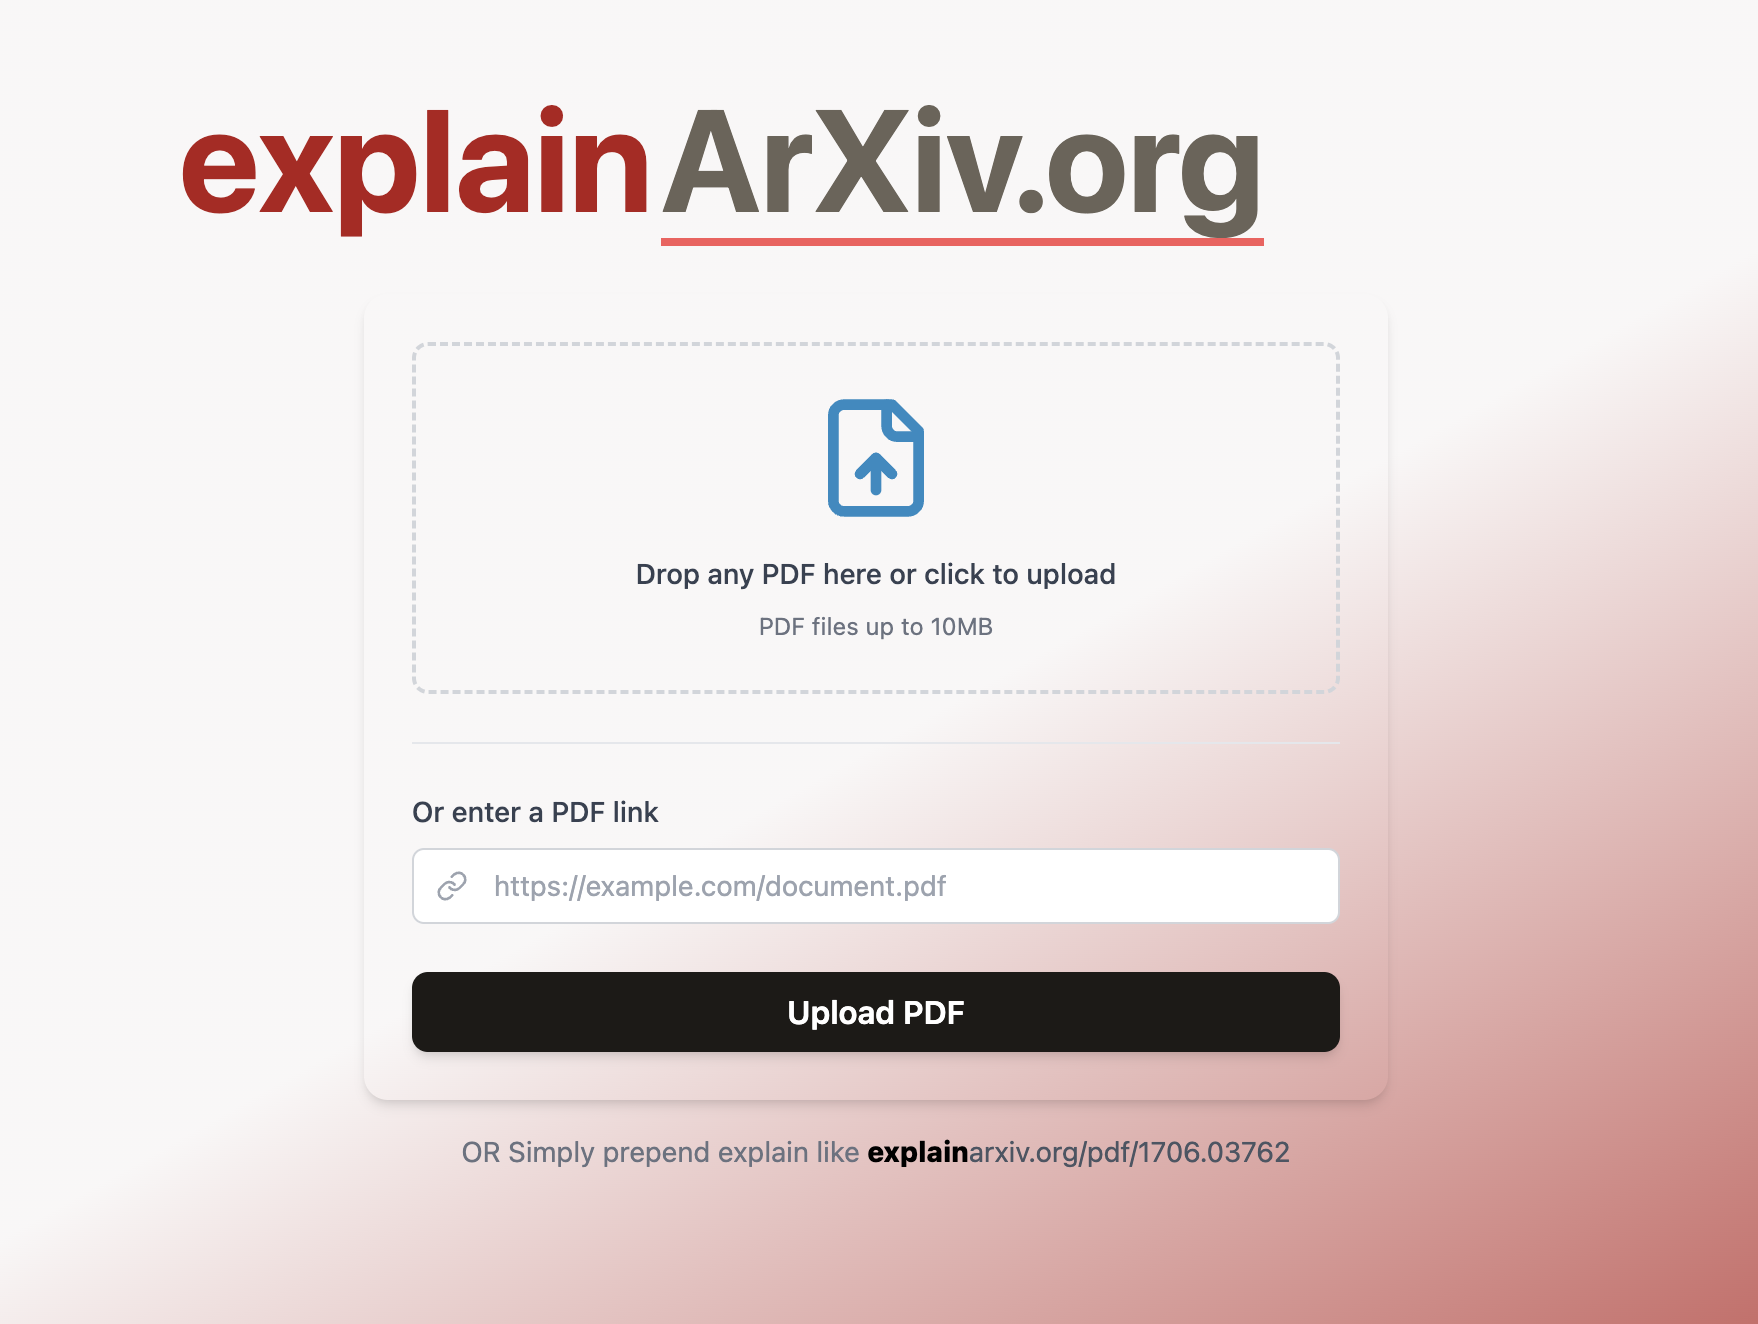 explainArXiv.org
Drop any PDF here or click to upload
PDF files up to 10MB
Or enter a PDF link
https://example.com/document.pdf
Upload PDF
OR Simply prepend explain like explainarxiv.org/pdf/1706.03762